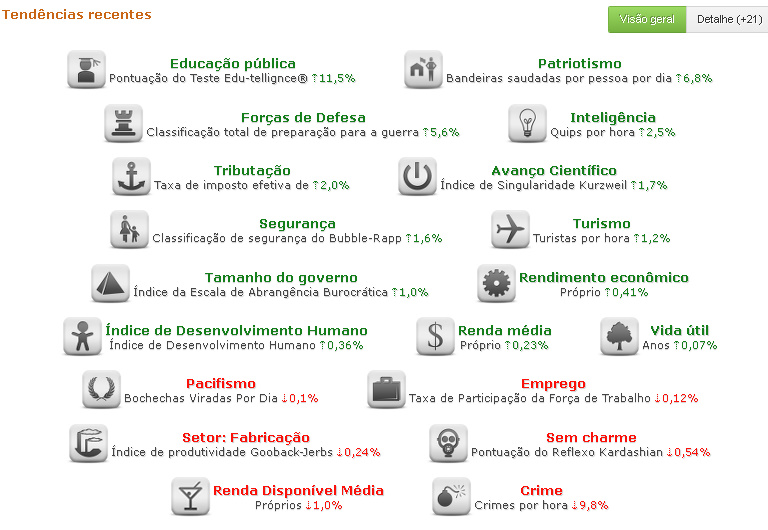 Tendências recentes
Visão geral
Detalhe (+21)
Educação pública
Pontuação do Teste Edu-tellignce® ↑11,5%
Patriotismo
Bandeiras saudadas por pessoa por dia ↑6,8%
Forças de Defesa
Classificação total de preparação para a guerra ↑5,6%
Inteligência
Quips por hora ↑2,5%
Tributação
Taxa de imposto efetiva de ↑2,0%
Avanço Científico
Índice de Singularidade Kurzweil ↑1,7%
Segurança
Classificação de segurança do Bubble-Rapp ↑1,6%
Turismo
Turistas por hora ↑1,2%
Tamanho do governo
Índice da Escala de Abrangência Burocrática ↑1,0%
Rendimento econômico
Próprio ↑0,41%
Índice de Desenvolvimento Humano
Índice de Desenvolvimento Humano ↑0,36%
Renda média
Próprio ↑0,23%
Vida útil
Anos ↑0,07%
Pacifismo
Bochechas Viradas Por Dia ↓0,1%
Emprego
Taxa de Participação da Força de Trabalho ↓0,12%
Setor: Fabricação
Índice de produtividade Gooback-Jerbs ↓0,24%
Sem charme
Pontuação do Reflexo Kardashian ↓0,54%
Renda Disponível Média
Próprios ↓1,0%
Crime
Crimes por hora ↓9,8%